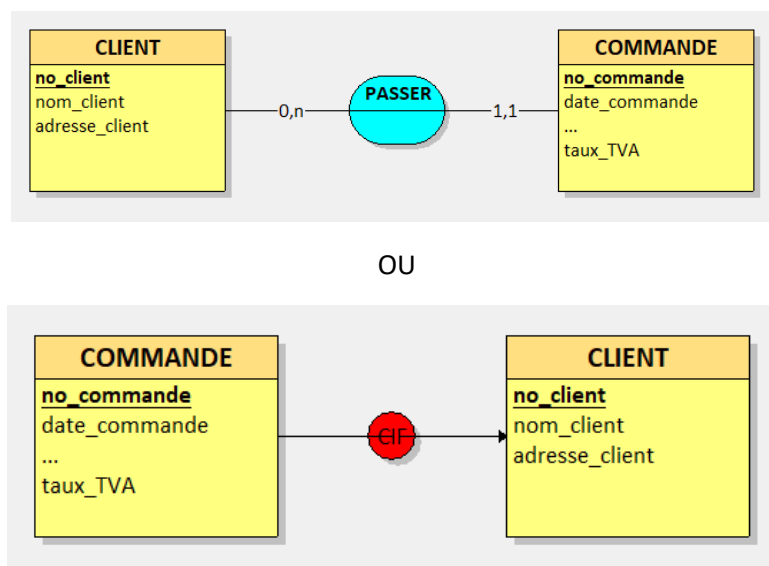 CLIENT
no_client
nom_client
adresse_client
0,n
PASSER
1,1
COMMANDE
no_commande
date_commande
...
taux_TVA
OU
COMMANDE
no_commande
date_commande
...
taux_TVA
CIF
CLIENT
no_client
nom_client
adresse_client